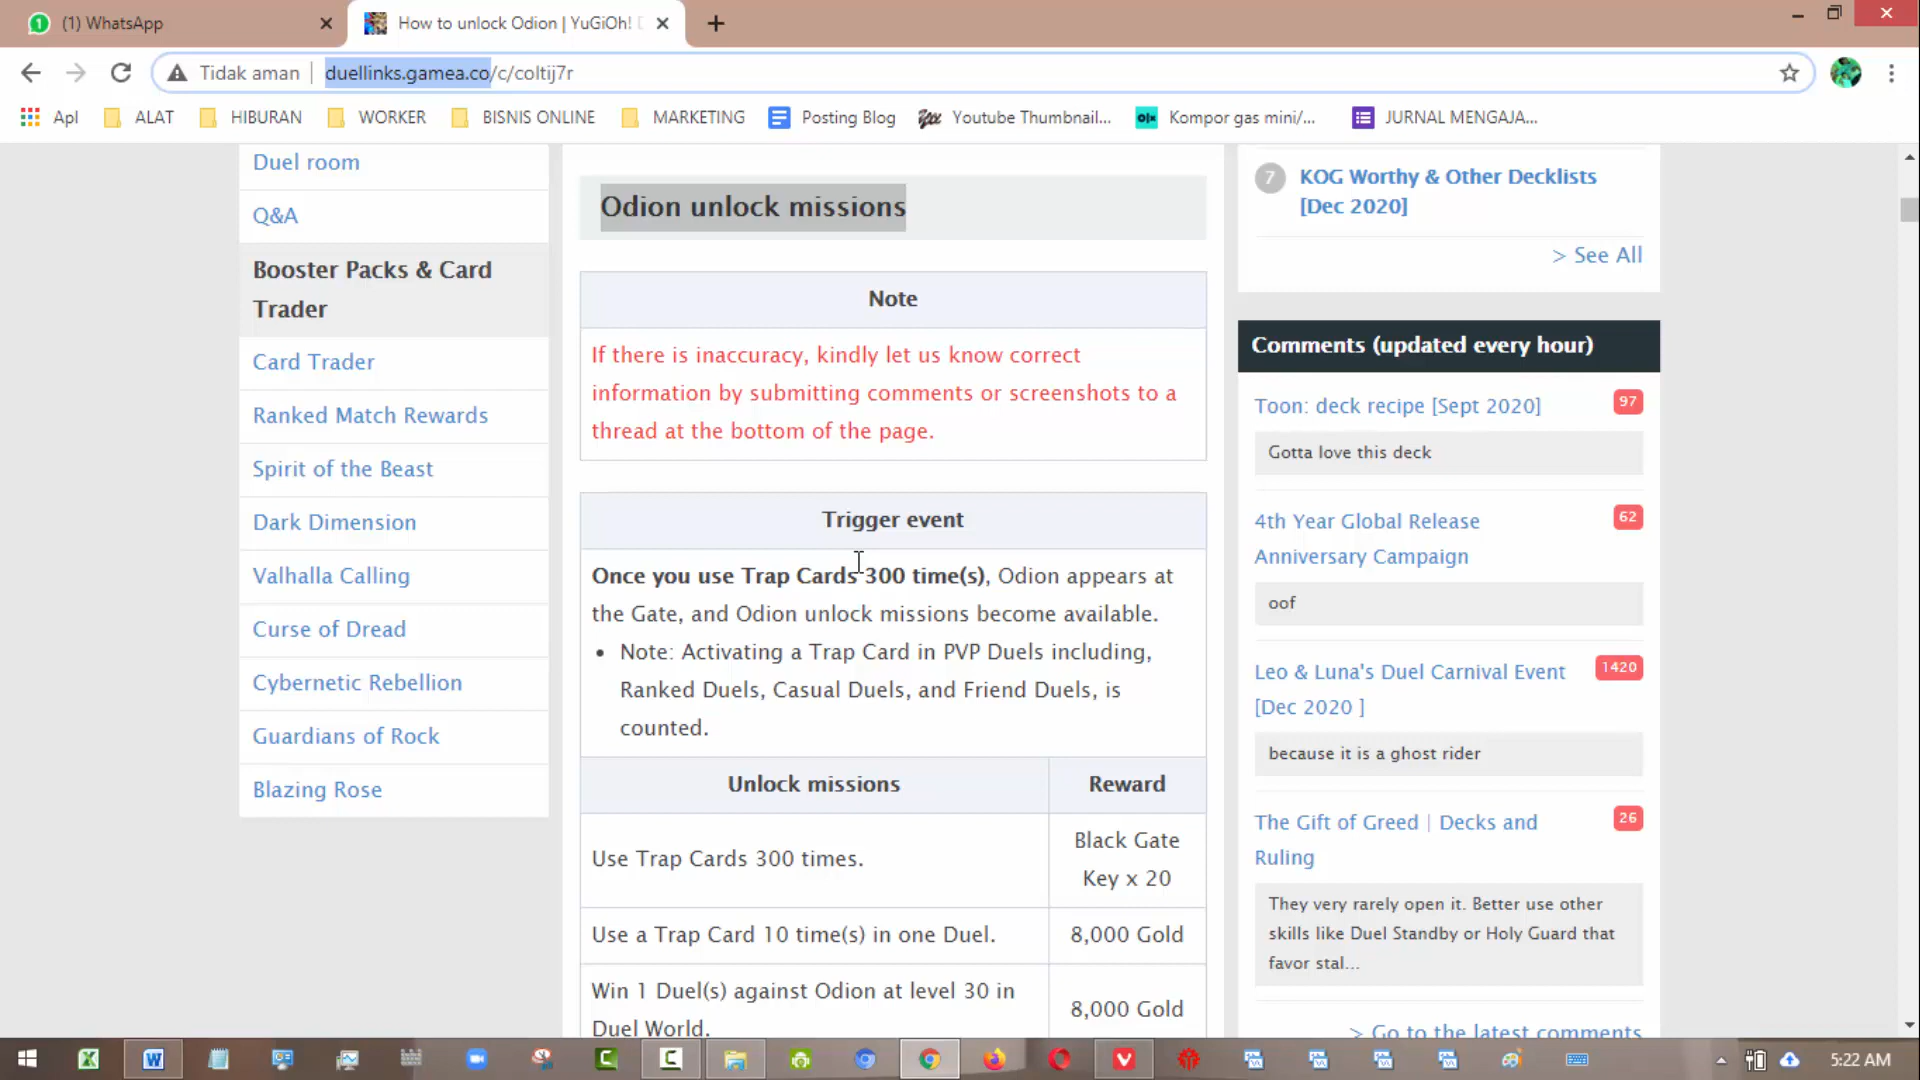 (1) WhatsApp
How to unlock Odion | YuGiOh! D
Tidak aman
duellinks.gamea.co/c/coltij7r
Apl
ALAT
HIBURAN
WORKER
BISNIS ONLINE
MARKETING
Posting Blog
Youtube Thumbnail...
Kompor gas mini/...
JURNAL MENGAJA...
Duel room
Q&A
Booster Packs & Card
Trader
Card Trader
Ranked Match Rewards
Spirit of the Beast
Dark Dimension
Valhalla Calling
Curse of Dread
Cybernetic Rebellion
Guardians of Rock
Blazing Rose
Odion unlock missions
Note
If there is inaccuracy, kindly let us know correct
information by submitting comments or screenshots to a
thread at the bottom of the page.
Trigger event
Once you use Trap Cards 300 time(s), Odion appears at
the Gate, and Odion unlock missions become available.
• Note: Activating a Trap Card in PVP Duels including,
Ranked Duels, Casual Duels, and Friend Duels, is
counted.
Unlock missions
Reward
Use Trap Cards 300 times.
Black Gate
Key x 20
Use a Trap Card 10 time(s) in one Duel.
8,000 Gold
Win 1 Duel(s) against Odion at level 30 in
Duel World.
8,000 Gold
7
KOG Worthy & Other Decklists
[Dec 2020]
> See All
Comments (updated every hour)
Toon: deck recipe [Sept 2020]
97
Gotta love this deck
4th Year Global Release
Anniversary Campaign
62
oof
Leo & Luna's Duel Carnival Event
[Dec 2020 ]
1420
because it is a ghost rider
The Gift of Greed | Decks and
Ruling
26
They very rarely open it. Better use other
skills like Duel Standby or Holy Guard that
favor stal...
> Go to the latest comments
5:22 AM